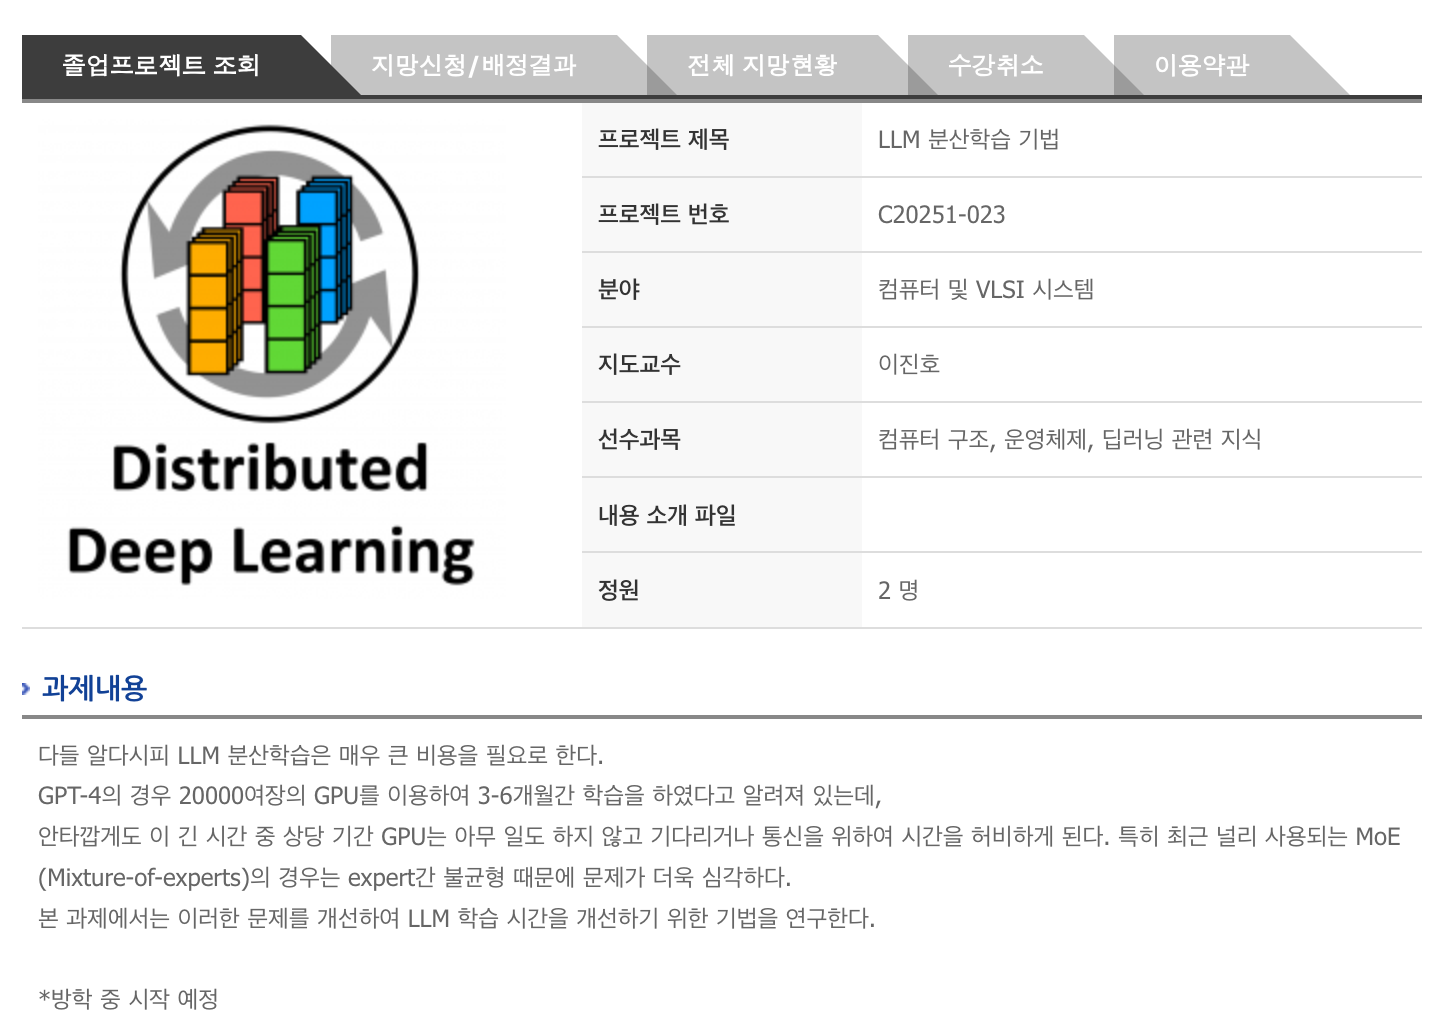 졸업프로젝트 조회
지망신청/배정결과
전체 지망현황
수강취소
이용약관
Distributed
Deep Learning
프로젝트 제목
LLM 분산학습 기법
프로젝트 번호
C20251-023
분야
컴퓨터 및 VLSI 시스템
지도교수
이진호
선수과목
컴퓨터 구조, 운영체제, 딥러닝 관련 지식
내용 소개 파일
정원
2 명
과제내용
다들 알다시피 LLM 분산학습은 매우 큰 비용을 필요로 한다.
GPT-4의 경우 20000여장의 GPU를 이용하여 3-6개월간 학습을 하였다고 알려져 있는데,
안타깝게도 이 긴 시간 중 상당 기간 GPU는 아무 일도 하지 않고 기다리거나 통신을 위하여 시간을 허비하게 된다. 특히 최근 널리 사용되는 MoE
(Mixture-of-experts)의 경우는 expert간 불균형 때문에 문제가 더욱 심각하다.
본 과제에서는 이러한 문제를 개선하여 LLM 학습 시간을 개선하기 위한 기법을 연구한다.
*방학 중 시작 예정